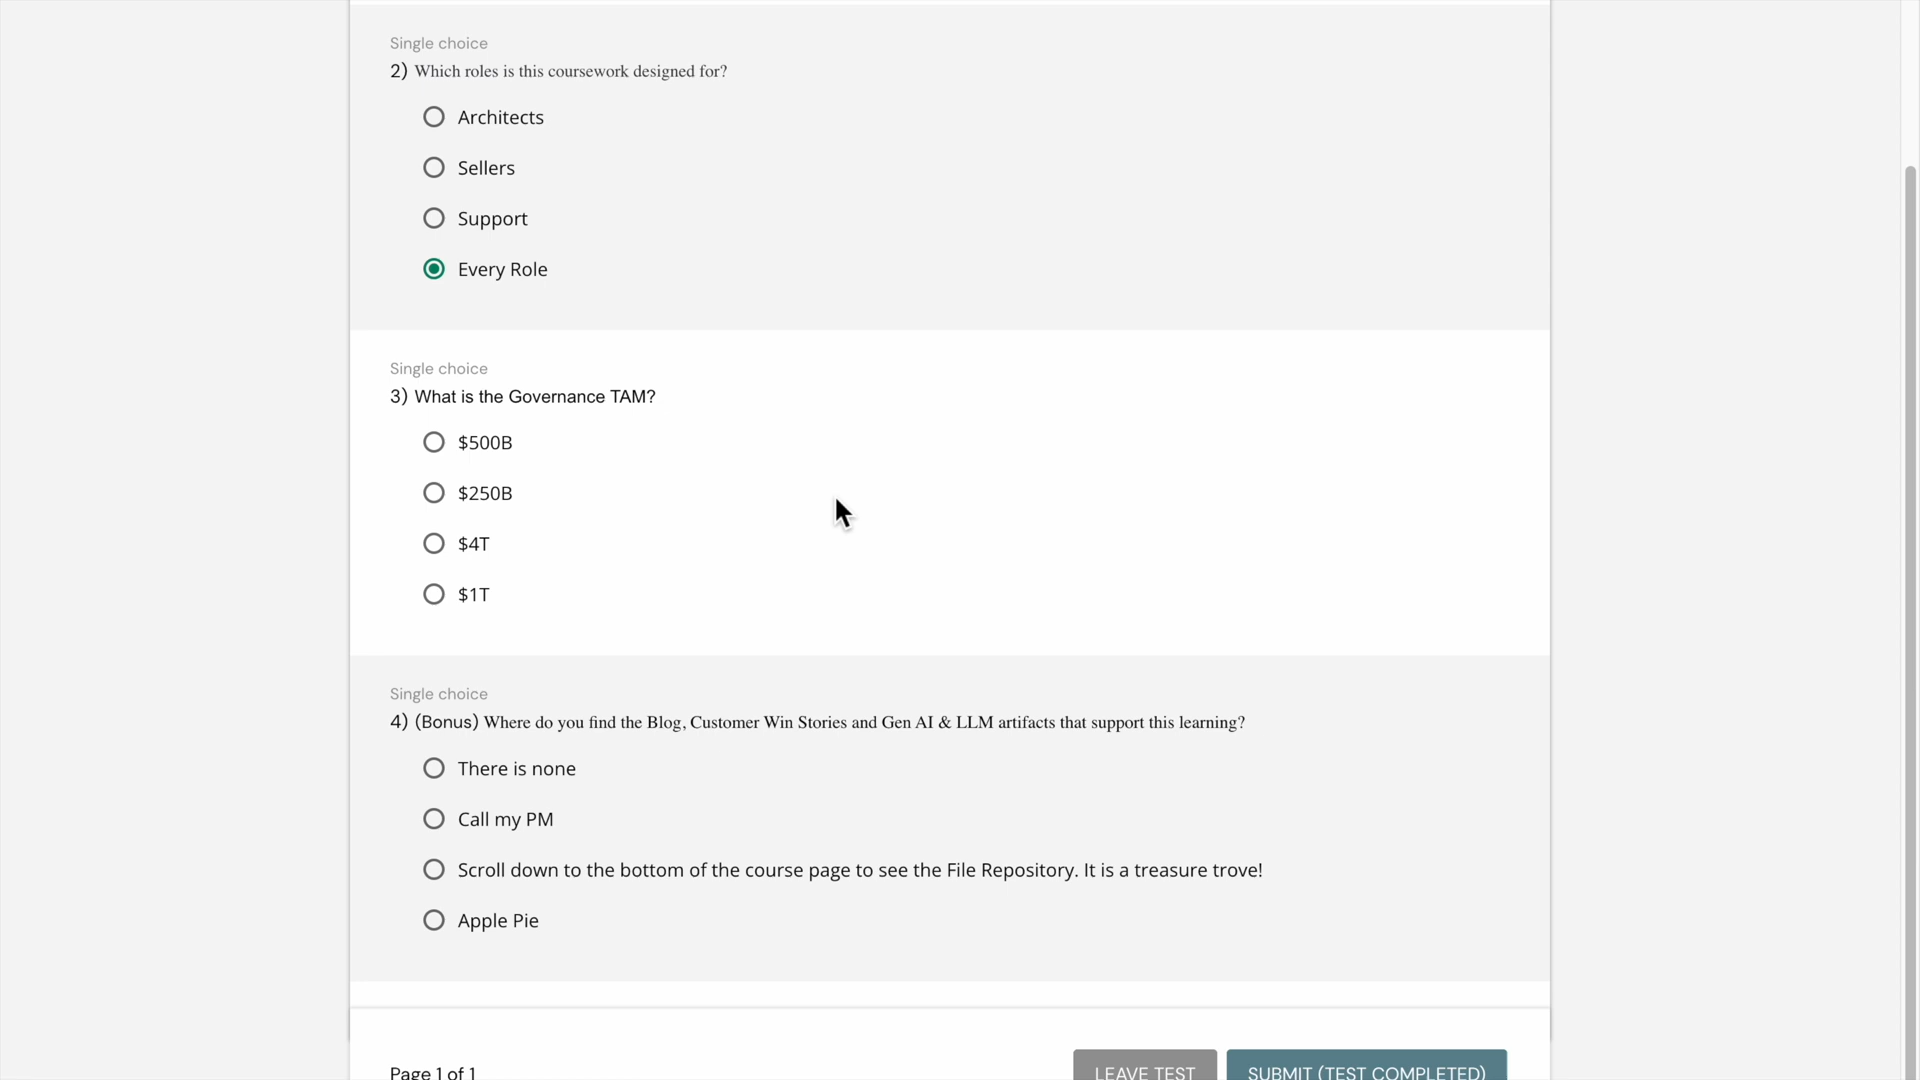 Single choice
2) Which roles is this coursework designed for?
Architects
Sellers
Support
Every Role
Single choice
3) What is the Governance TAM?
$500B
$250B
$4T
$1T
Single choice
4) (Bonus) Where do you find the Blog, Customer Win Stories and Gen AI & LLM artifacts that support this learning?
There is none
Call my PM
Scroll down to the bottom of the course page to see the File Repository. It is a treasure trove!
Apple Pie
Page 1 of 1
LEAVE TEST
SUBMIT (TEST COMPLETED)